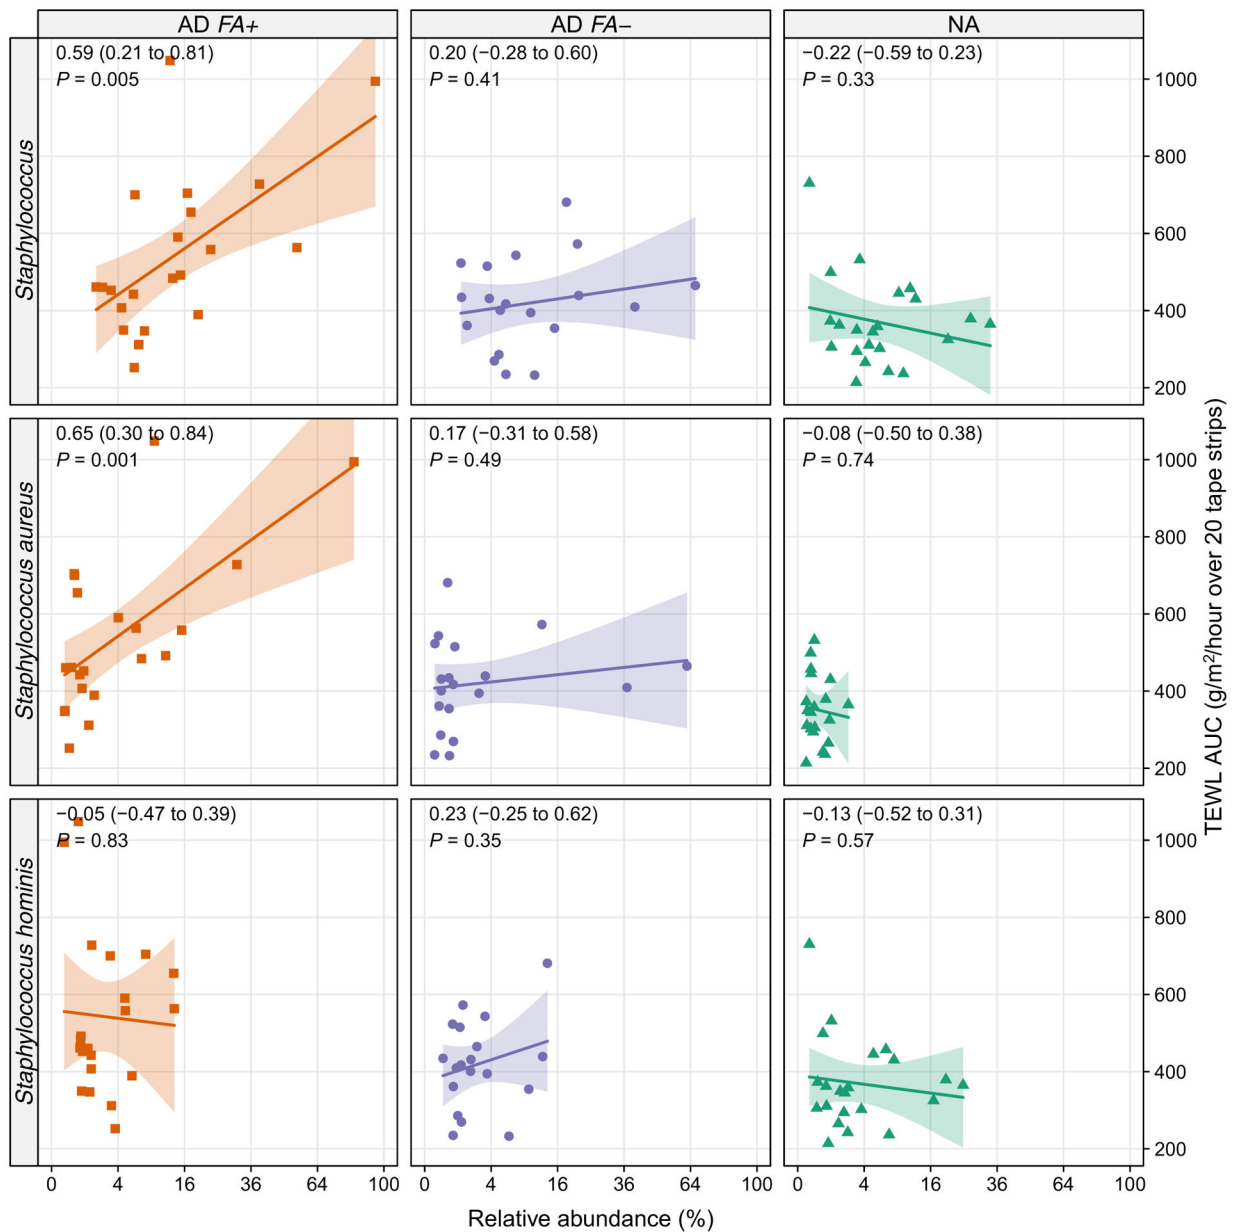 AD FA+
AD FA−
NA
Staphylococcus
0.59 (0.21 to 0.81)
P = 0.005
0.20 (−0.28 to 0.60)
P = 0.41
−0.22 (−0.59 to 0.23)
P = 0.33
1000
800
600
400
200
Staphylococcus aureus
0.65 (0.30 to 0.84)
P = 0.001
0.17 (−0.31 to 0.58)
P = 0.49
−0.08 (−0.50 to 0.38)
P = 0.74
1000
800
600
400
200
Staphylococcus hominis
−0.05 (−0.47 to 0.39)
P = 0.83
0.23 (−0.25 to 0.62)
P = 0.35
−0.13 (−0.52 to 0.31)
P = 0.57
1000
800
600
400
200
TEWL AUC (g/m²/hour over 20 tape strips)
0 4 16 36 64 100
0 4 16 36 64 100
0 4 16 36 64 100
Relative abundance (%)